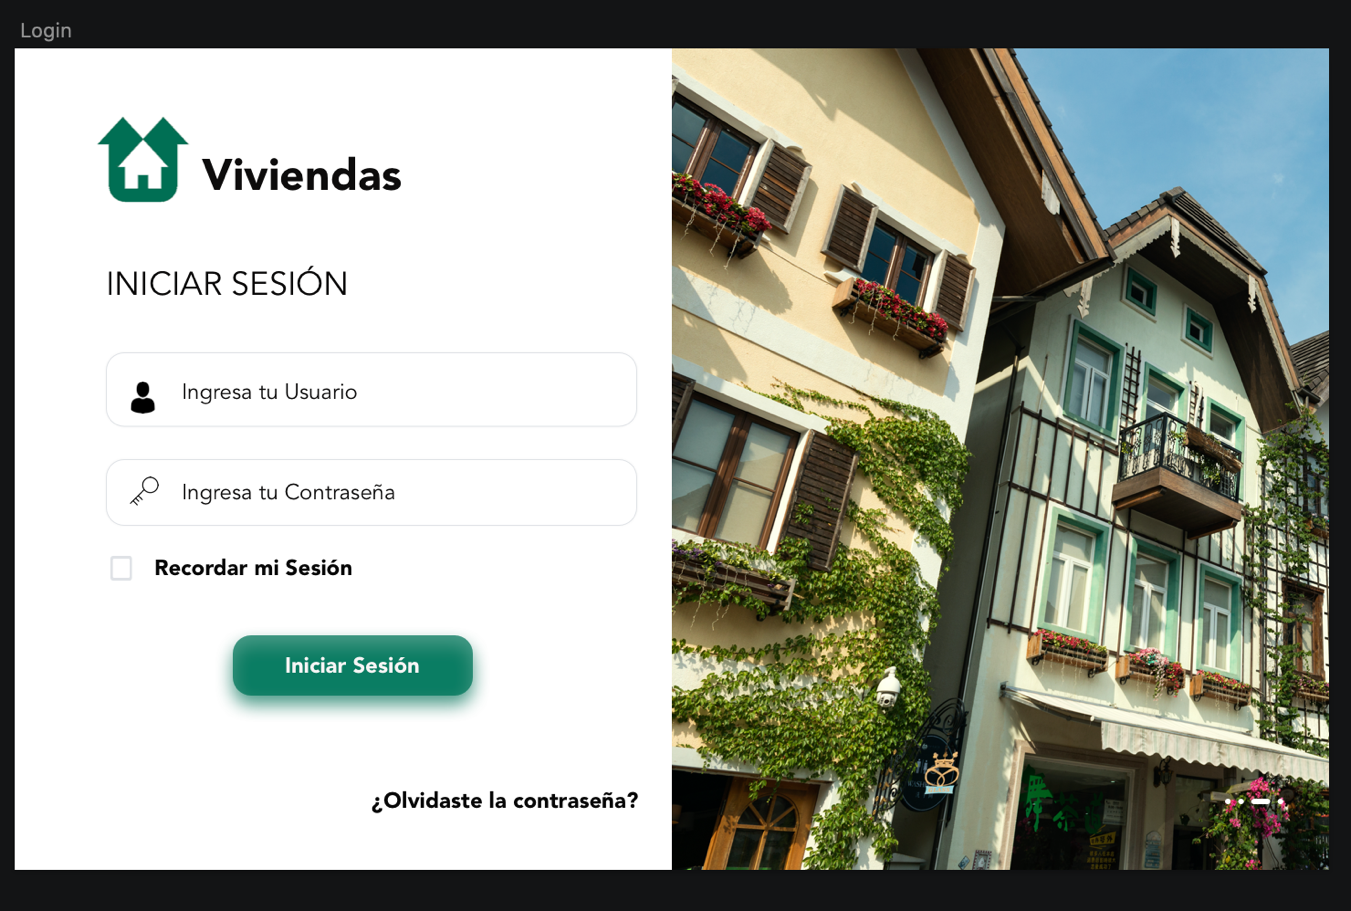 Login
Viviendas
INICIAR SESIÓN
Ingresa tu Usuario
Ingresa tu Contraseña
Recordar mi Sesión
Iniciar Sesión
¿Olvidaste la contraseña?